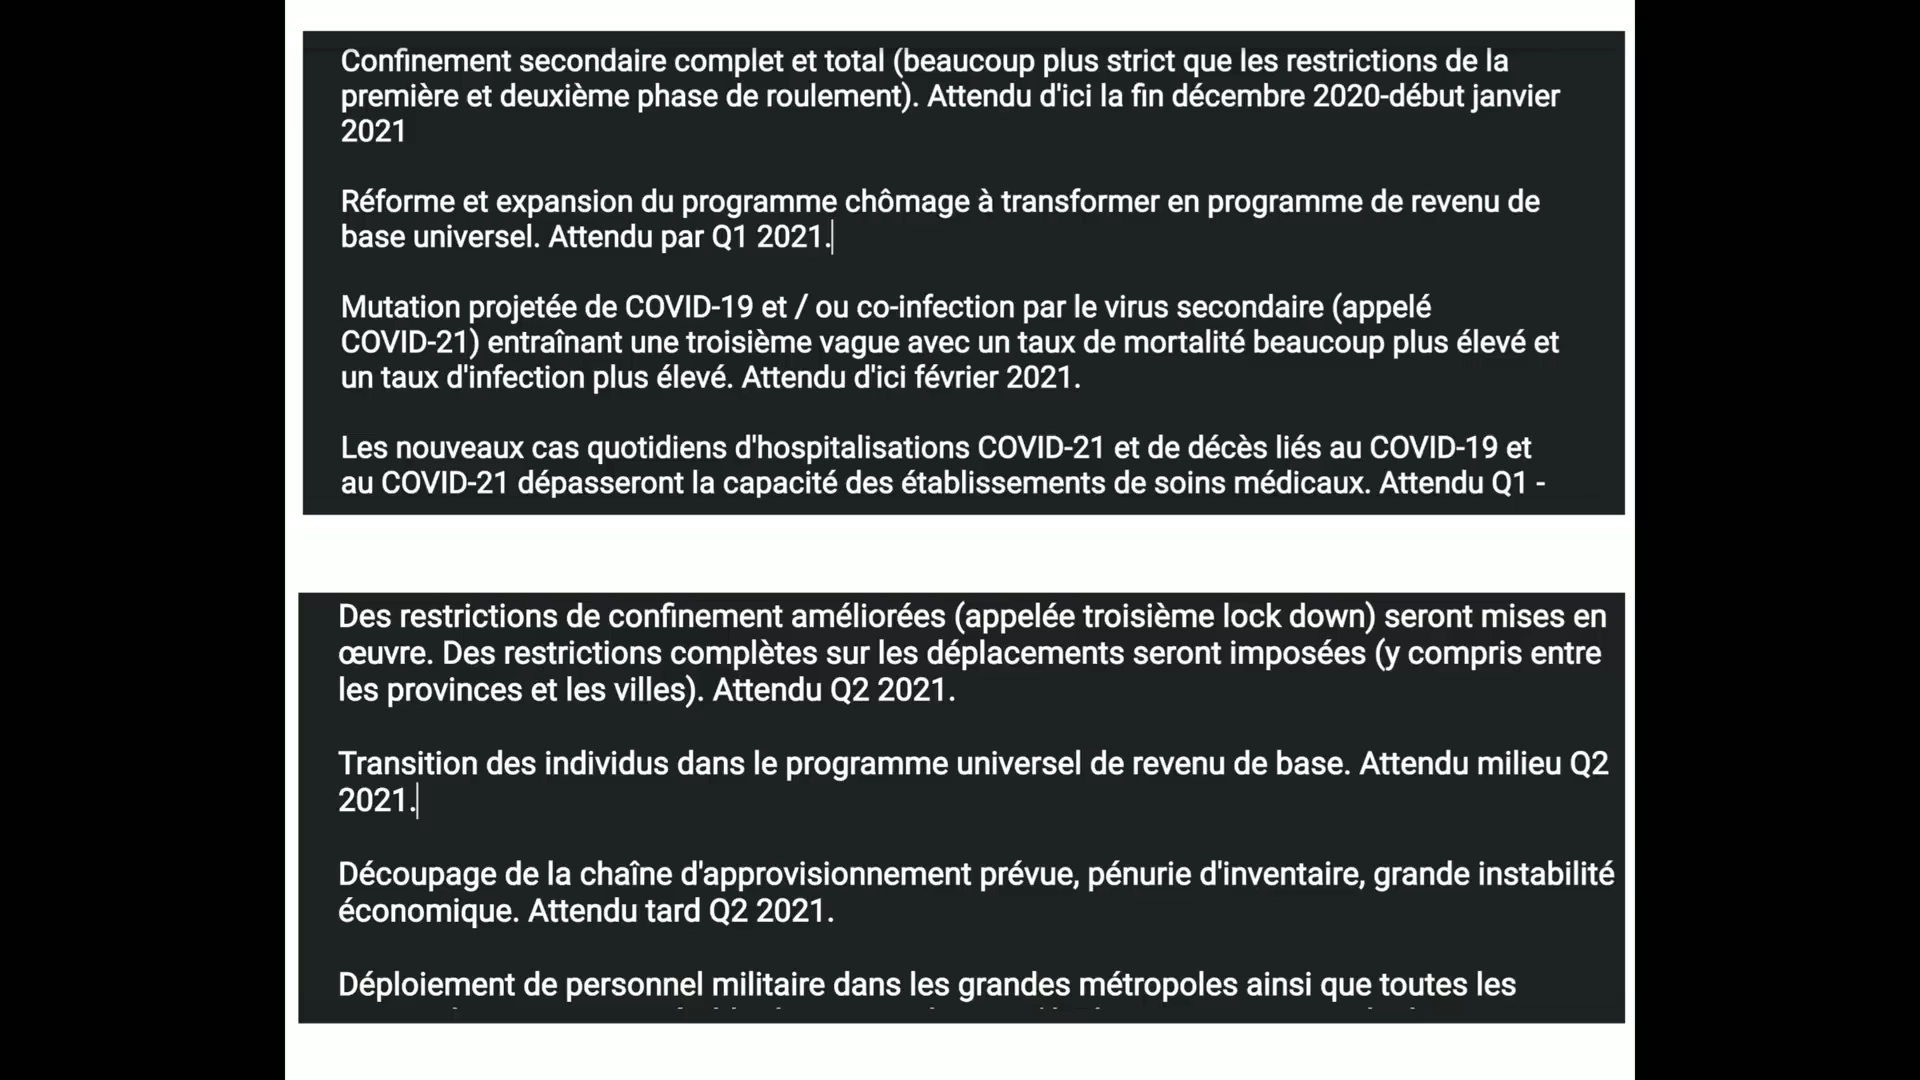 Confinement secondaire complet et total (beaucoup plus strict que les restrictions de la
première et deuxième phase de roulement). Attendu d'ici la fin décembre 2020-début janvier
2021
Réforme et expansion du programme chômage à transformer en programme de revenu de
base universel. Attendu par Q1 2021.
Mutation projetée de COVID-19 et / ou co-infection par le virus secondaire (appelé
COVID-21) entraînant une troisième vague avec un taux de mortalité beaucoup plus élevé et
un taux d'infection plus élevé. Attendu d'ici février 2021.
Les nouveaux cas quotidiens d'hospitalisations COVID-21 et de décès liés au COVID-19 et
au COVID-21 dépasseront la capacité des établissements de soins médicaux. Attendu Q1 -
Des restrictions de confinement améliorées (appelée troisième lock down) seront mises en
œuvre. Des restrictions complètes sur les déplacements seront imposées (y compris entre
les provinces et les villes). Attendu Q2 2021.
Transition des individus dans le programme universel de revenu de base. Attendu milieu Q2
2021.
Découpage de la chaîne d'approvisionnement prévue, pénurie d'inventaire, grande instabilité
économique. Attendu tard Q2 2021.
Déploiement de personnel militaire dans les grandes métropoles ainsi que toutes les